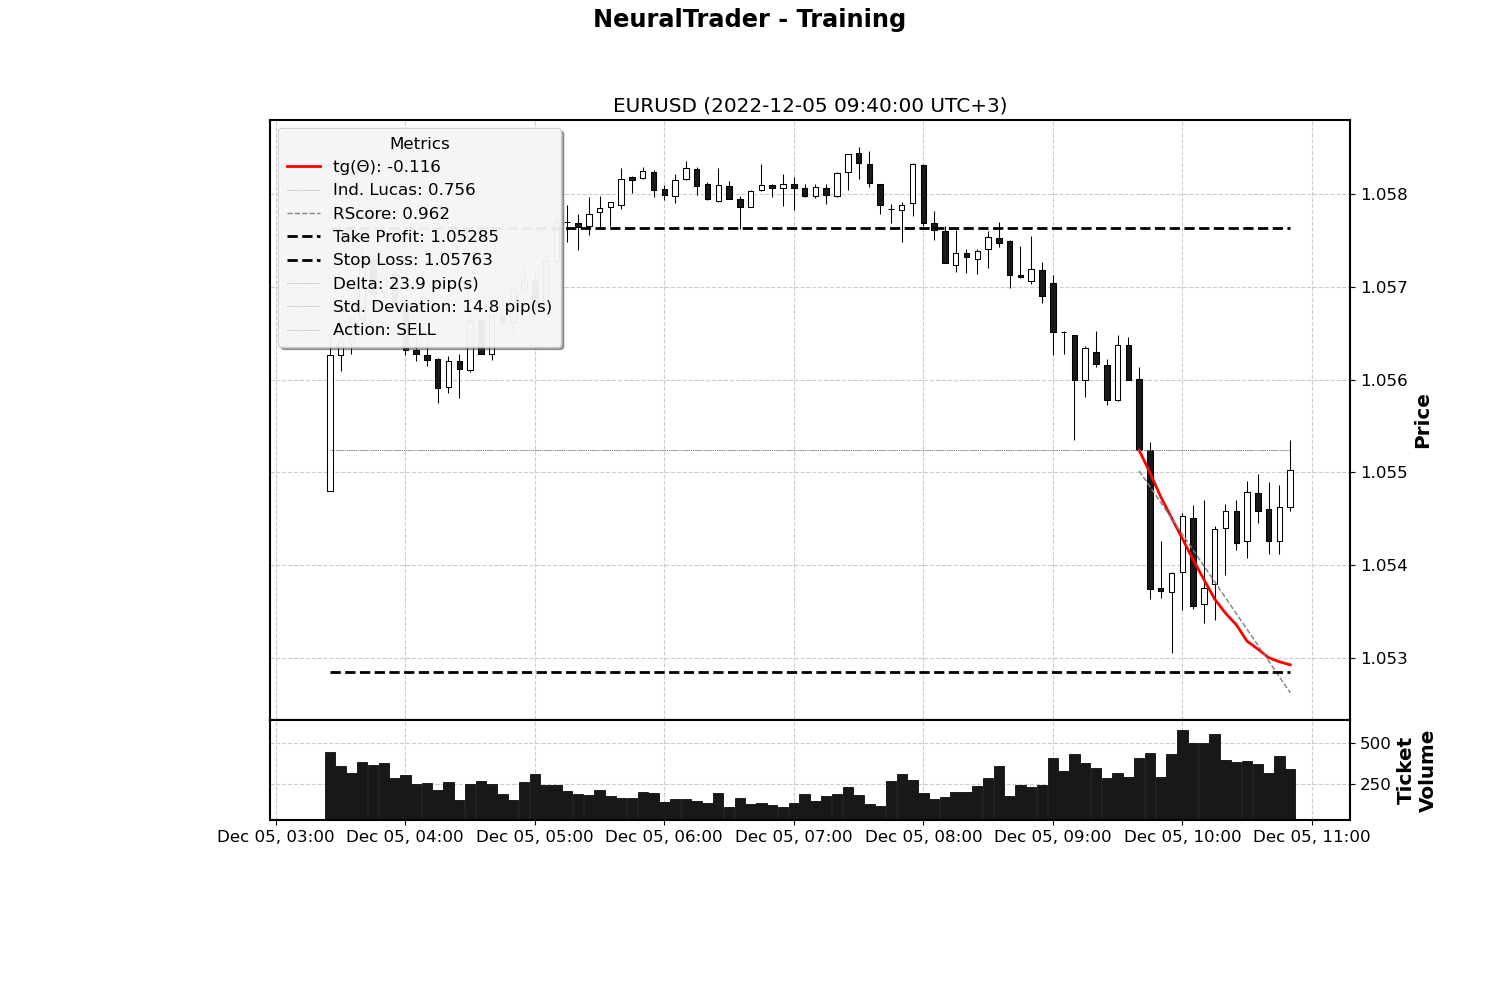 NeuralTrader - Training
EURUSD (2022-12-05 09:40:00 UTC+3)
Metrics
tg(Θ): -0.116
Ind. Lucas: 0.756
RScore: 0.962
Take Profit: 1.05285
Stop Loss: 1.05763
Delta: 23.9 pip(s)
Std. Deviation: 14.8 pip(s)
Action: SELL
1.058
1.057
1.056
1.055
1.054
1.053
Price
500
250
Ticket
Volume
Dec 05, 03:00 Dec 05, 04:00 Dec 05, 05:00 Dec 05, 06:00 Dec 05, 07:00 Dec 05, 08:00 Dec 05, 09:00 Dec 05, 10:00 Dec 05, 11:00